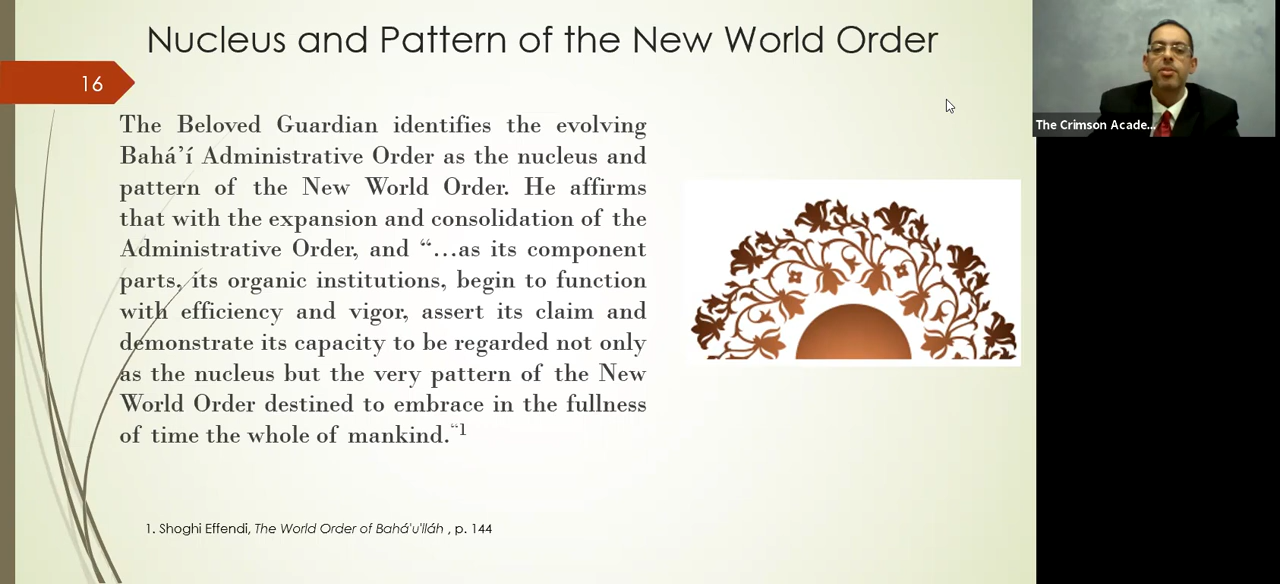 Nucleus and Pattern of the New World Order
16
The Beloved Guardian identifies the evolving
Bahá’í Administrative Order as the nucleus and
pattern of the New World Order. He affirms
that with the expansion and consolidation of the
Administrative Order, and “…as its component
parts, its organic institutions, begin to function
with efficiency and vigor, assert its claim and
demonstrate its capacity to be regarded not only
as the nucleus but the very pattern of the New
World Order destined to embrace in the fullness
of time the whole of mankind.“1
1. Shoghi Effendi, The World Order of Bahá'u'lláh , p. 144
The Crimson Acade...